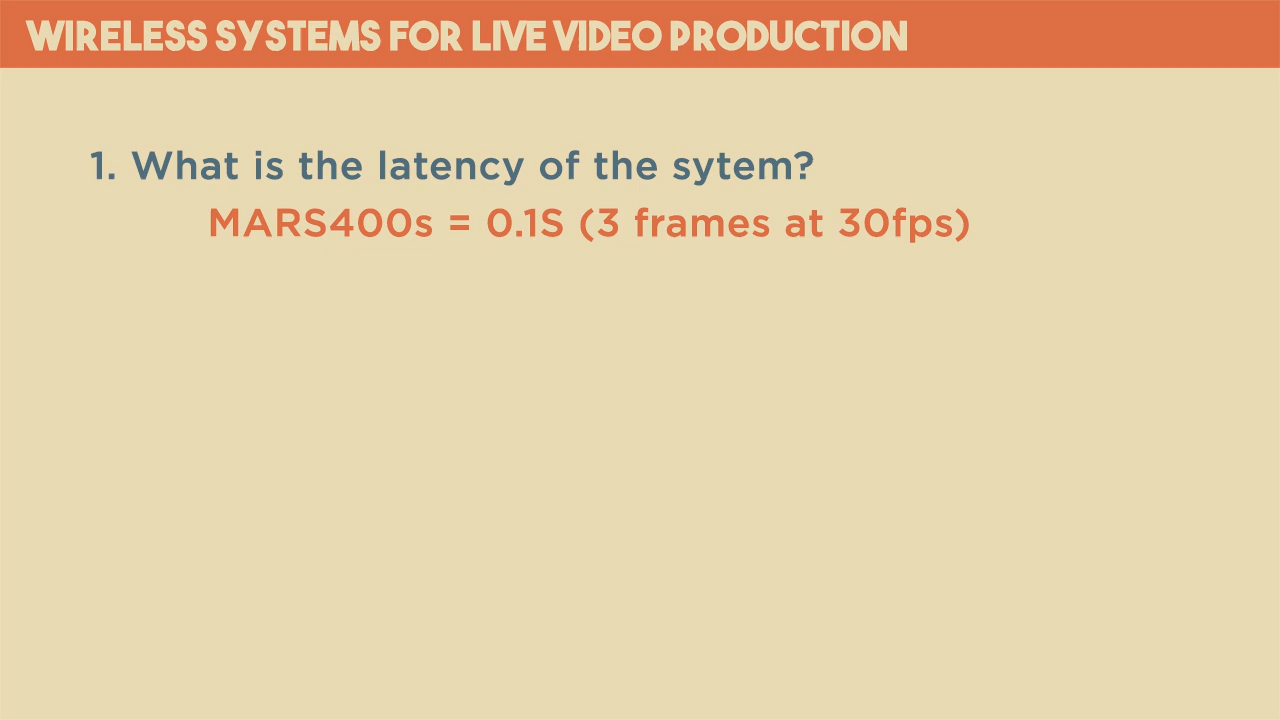 WIRELESS SYSTEMS FOR LIVE VIDEO PRODUCTION
1. What is the latency of the sytem?
MARS400s = 0.1S (3 frames at 30fps)